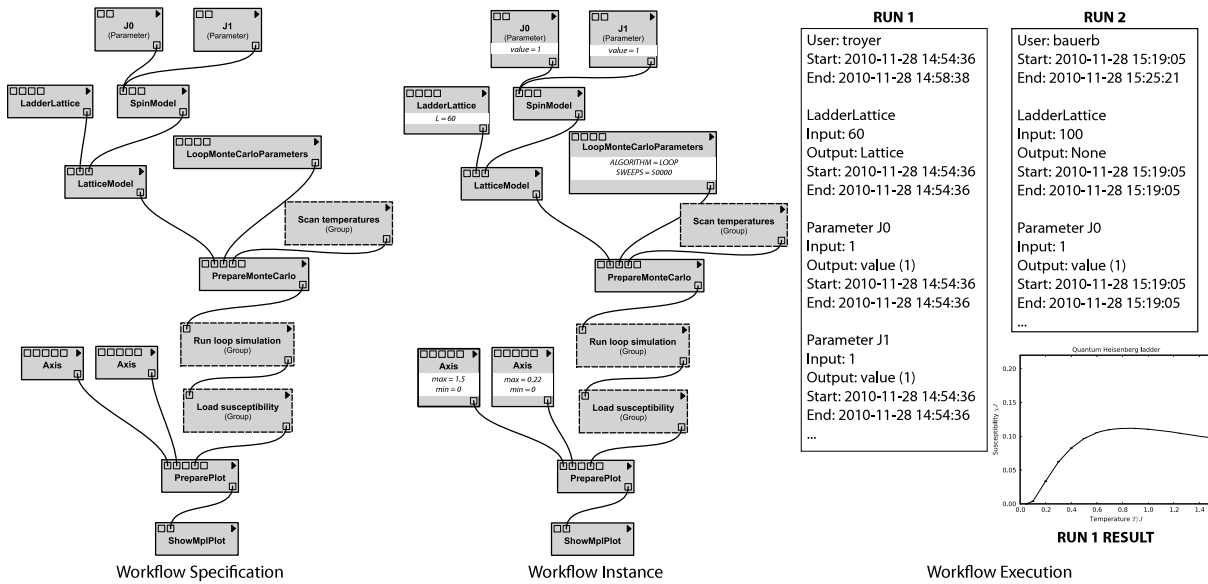 J0
(Parameter)
J1
(Parameter)
LadderLattice
SpinModel
LoopMonteCarloParameters
LatticeModel
Scan temperatures
(Group)
PrepareMonteCarlo
Run loop simulation
(Group)
Axis
Axis
Load susceptibility
(Group)
PreparePlot
ShowMplPlot
Workflow Specification
J0
(Parameter)
value = 1
J1
(Parameter)
value = 1
LadderLattice
L = 60
SpinModel
LoopMonteCarloParameters
ALGORITHM = LOOP
SWEEPS = 50000
LatticeModel
Scan temperatures
(Group)
PrepareMonteCarlo
Run loop simulation
(Group)
Axis
max = 1.5
min = 0
Axis
max = 0.22
min = 0
Load susceptibility
(Group)
PreparePlot
ShowMplPlot
Workflow Instance
RUN 1
User: troyer
Start: 2010-11-28 14:54:36
End: 2010-11-28 14:58:38
LadderLattice
Input: 60
Output: Lattice
Start: 2010-11-28 14:54:36
End: 2010-11-28 14:54:36
Parameter J0
Input: 1
Output: value (1)
Start: 2010-11-28 14:54:36
End: 2010-11-28 14:54:36
Parameter J1
Input: 1
Output: value (1)
Start: 2010-11-28 14:54:36
End: 2010-11-28 14:54:36
...
RUN 2
User: bauerb
Start: 2010-11-28 15:19:05
End: 2010-11-28 15:25:21
LadderLattice
Input: 100
Output: None
Start: 2010-11-28 15:19:05
End: 2010-11-28 15:19:05
Parameter J0
Input: 1
Output: value (1)
Start: 2010-11-28 15:19:05
End: 2010-11-28 15:19:05
...
Quantum Heisenberg ladder
Susceptibility χJ
0.20
0.15
0.10
0.05
0.00
0.0 0.2 0.4 0.6 0.8 1.0 1.2 1.4
Temperature T/J
RUN 1 RESULT
Workflow Execution